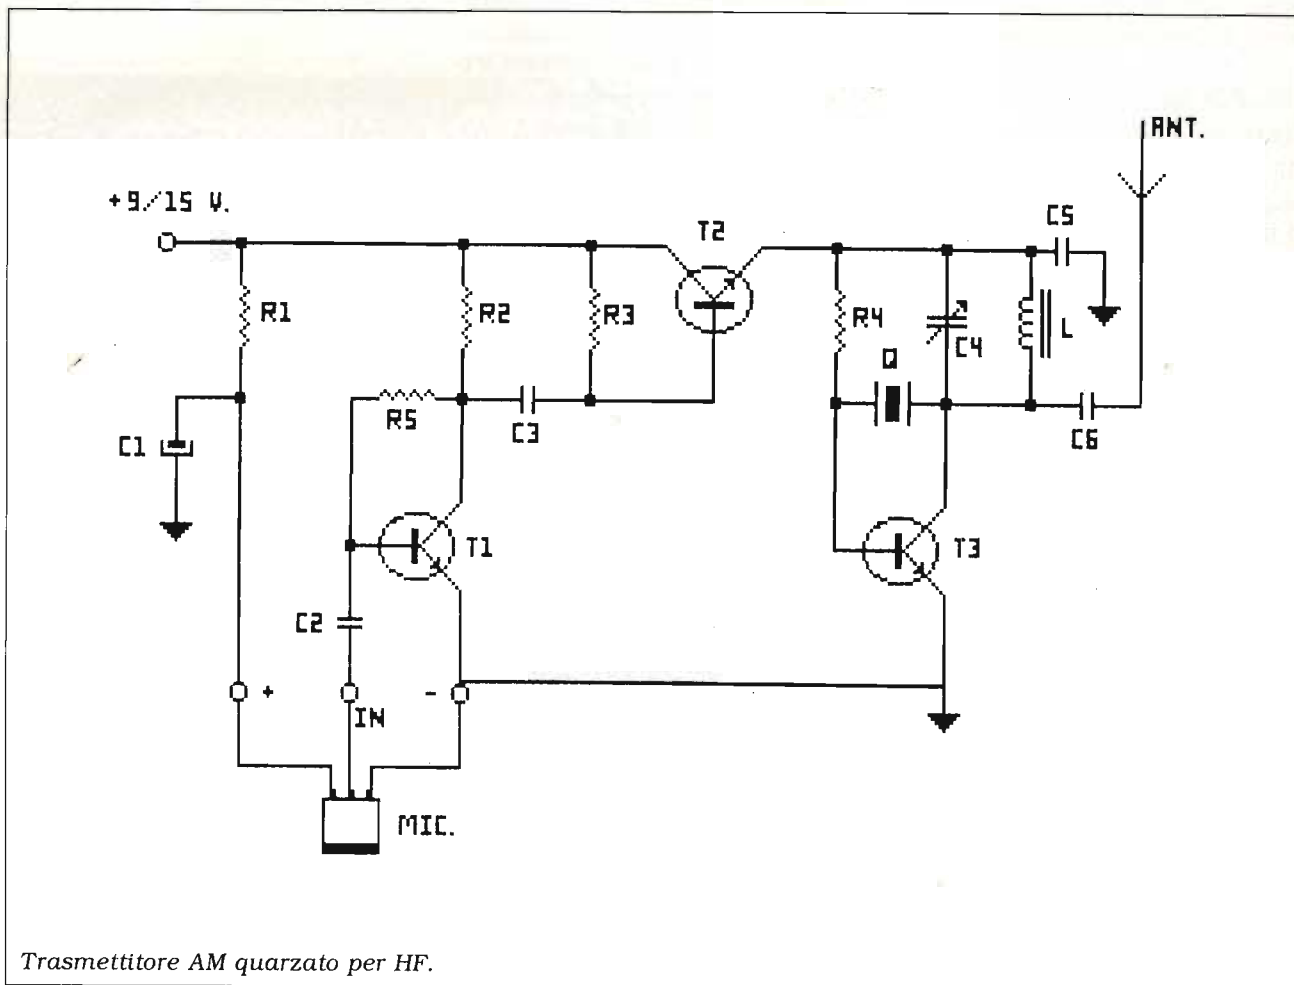 ANT.
+9/15 V.
T2
C5
R1
R2
R3
R4
C4
L
Q
R5
C3
C6
C1
T1
T3
C2
+
IN
-
MIC.
Trasmettitore AM quarzato per HF.